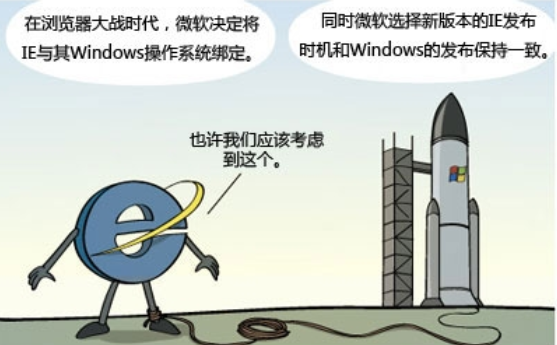 在浏览器大战时代，微软决定将
IE与其Windows操作系统绑定。
同时微软选择新版本的IE发布
时机和Windows的发布保持一致。
也许我们应该考虑
到这个。